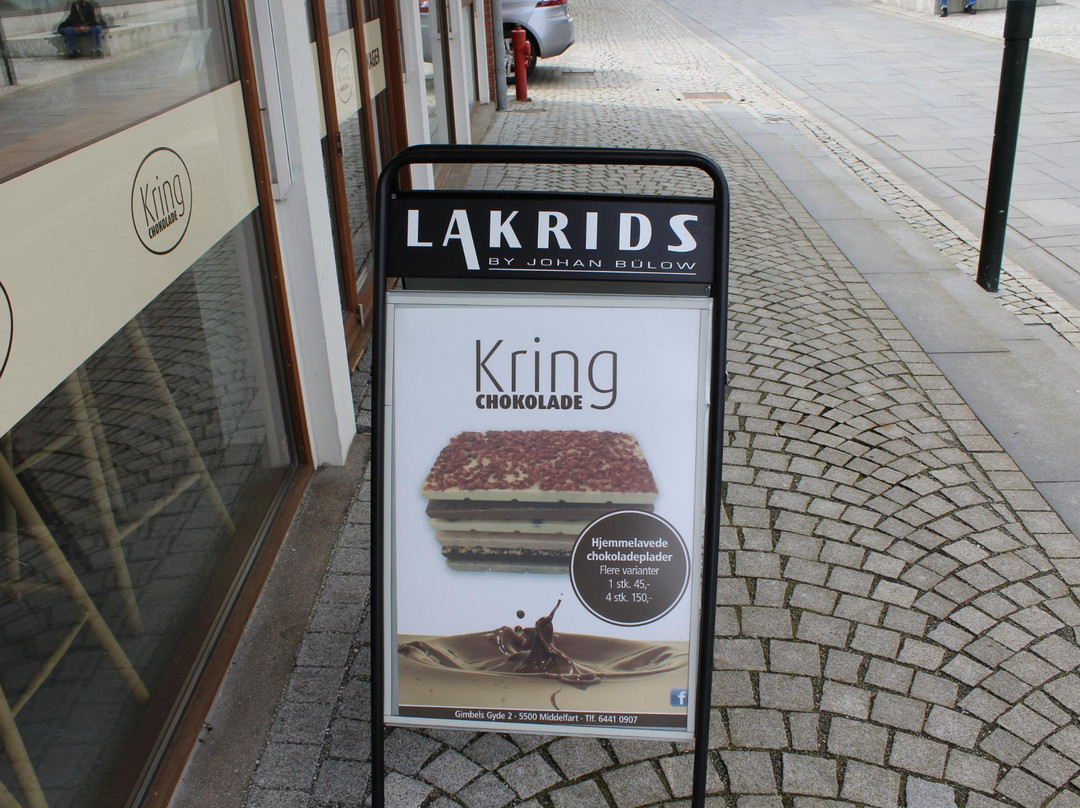 AGER
Kring
CHOKOLADE
LAKRIDS
BY JOHAN BÜLOW
Kring
CHOKOLADE
Hjemmelavede
chokoladeplader
Flere varianter
1 stk. 45,-
4 stk. 150,-
f
Gimbels Gyde 2 · 5500 Middelfart · Tlf. 6441 0907